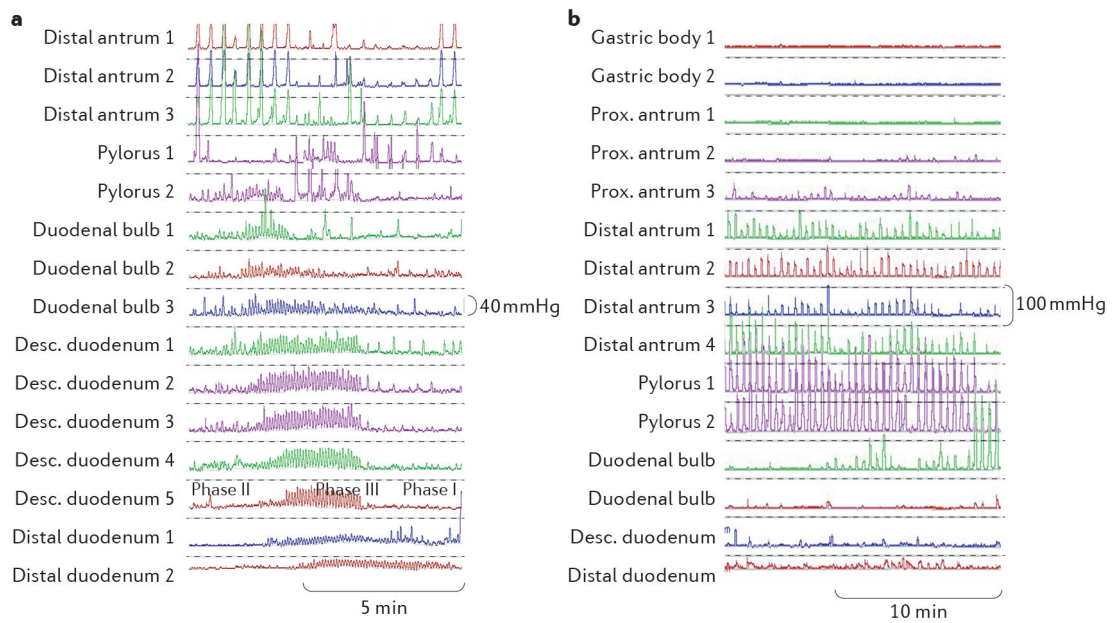 a
Distal antrum 1
Distal antrum 2
Distal antrum 3
Pylorus 1
Pylorus 2
Duodenal bulb 1
Duodenal bulb 2
Duodenal bulb 3
40 mmHg
Desc. duodenum 1
Desc. duodenum 2
Desc. duodenum 3
Desc. duodenum 4
Desc. duodenum 5
Phase II Phase III Phase I
Distal duodenum 1
Distal duodenum 2
5 min
b
Gastric body 1
Gastric body 2
Prox. antrum 1
Prox. antrum 2
Prox. antrum 3
Distal antrum 1
Distal antrum 2
Distal antrum 3
100 mmHg
Distal antrum 4
Pylorus 1
Pylorus 2
Duodenal bulb
Duodenal bulb
Desc. duodenum
Distal duodenum
10 min